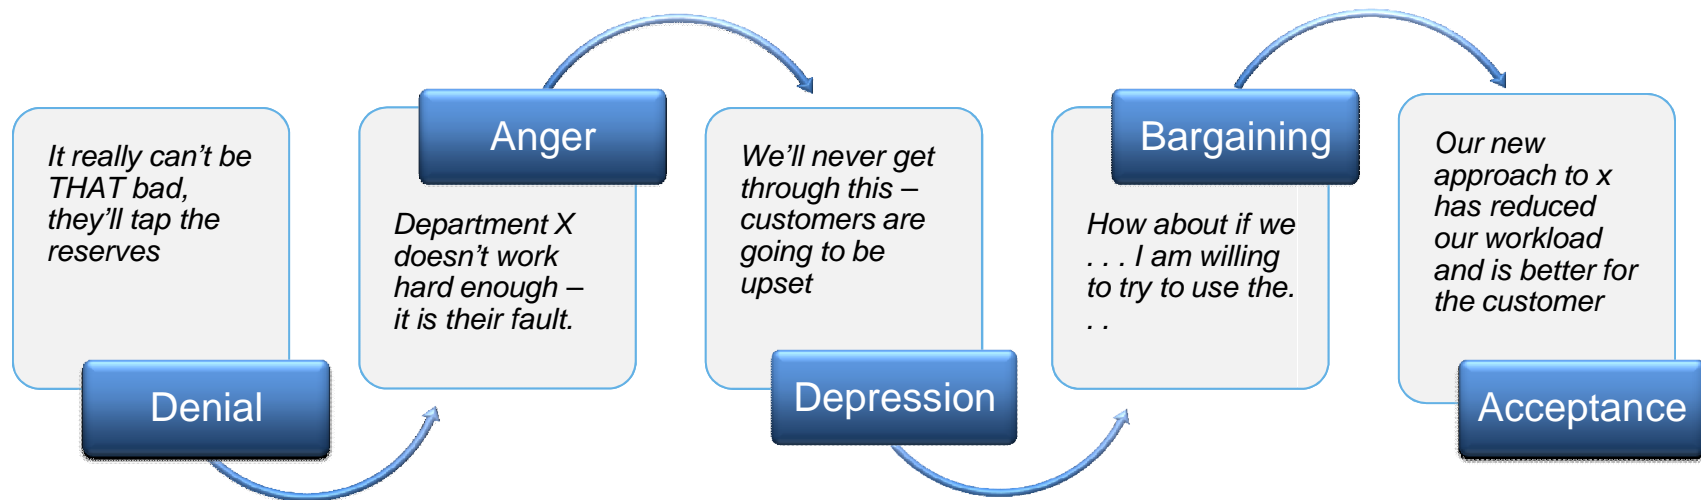 It really can't be
THAT bad,
they'll tap the
reserves
Denial
Anger
Department X
doesn't work
hard enough –
it is their fault.
We'll never get
through this –
customers are
going to be
upset
Depression
Bargaining
How about if we
. . . I am willing
to try to use the.
. .
Our new
approach to x
has reduced
our workload
and is better for
the customer
Acceptance